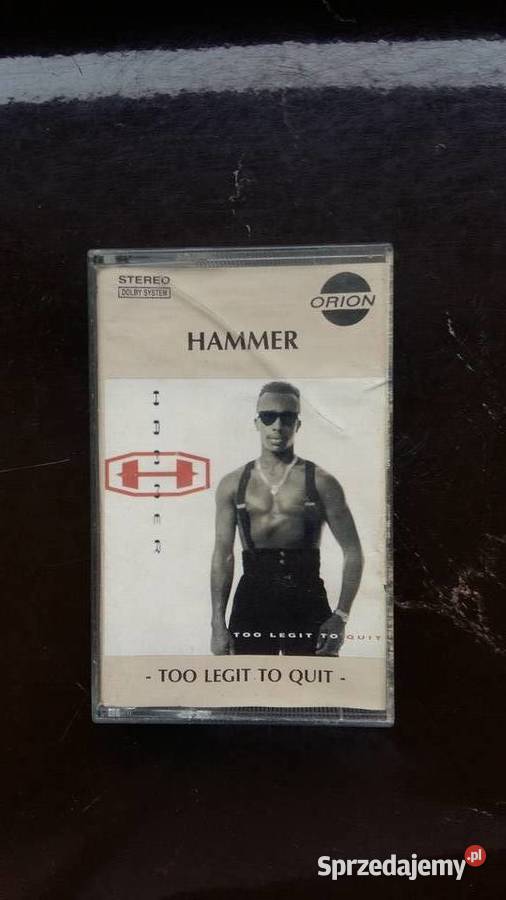 STEREO
DOLBY SYSTEM
ORION
HAMMER
H
TOO LEGIT TO QUIT
- TOO LEGIT TO QUIT -
Sprzedajemy.pl